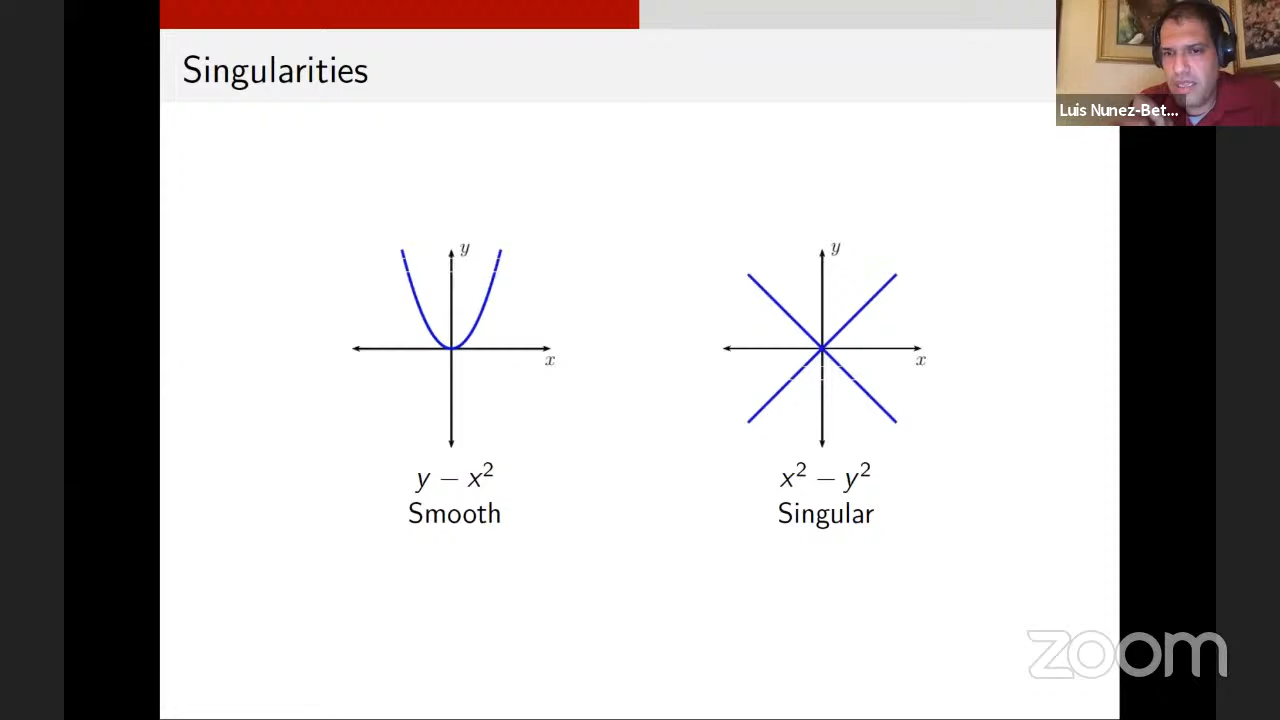 Singularities
Luis Nunez-Bet...
y
x
y − x²
Smooth
y
x
x² − y²
Singular
zoom